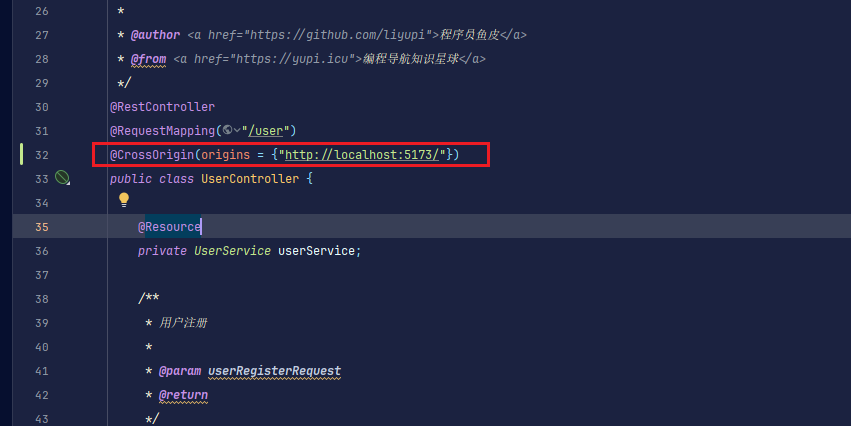 26 *
27 * @author <a href="https://github.com/liyupi">程序员鱼皮</a>
28 * @from <a href="https://yupi.icu">编程导航知识星球</a>
29 */
30 @RestController
31 @RequestMapping("/user")
32 @CrossOrigin(origins = {"http://localhost:5173/"})
33 public class UserController {
34
35 @Resource
36 private UserService userService;
37
38 /**
39 * 用户注册
40 *
41 * @param userRegisterRequest
42 * @return
43 */